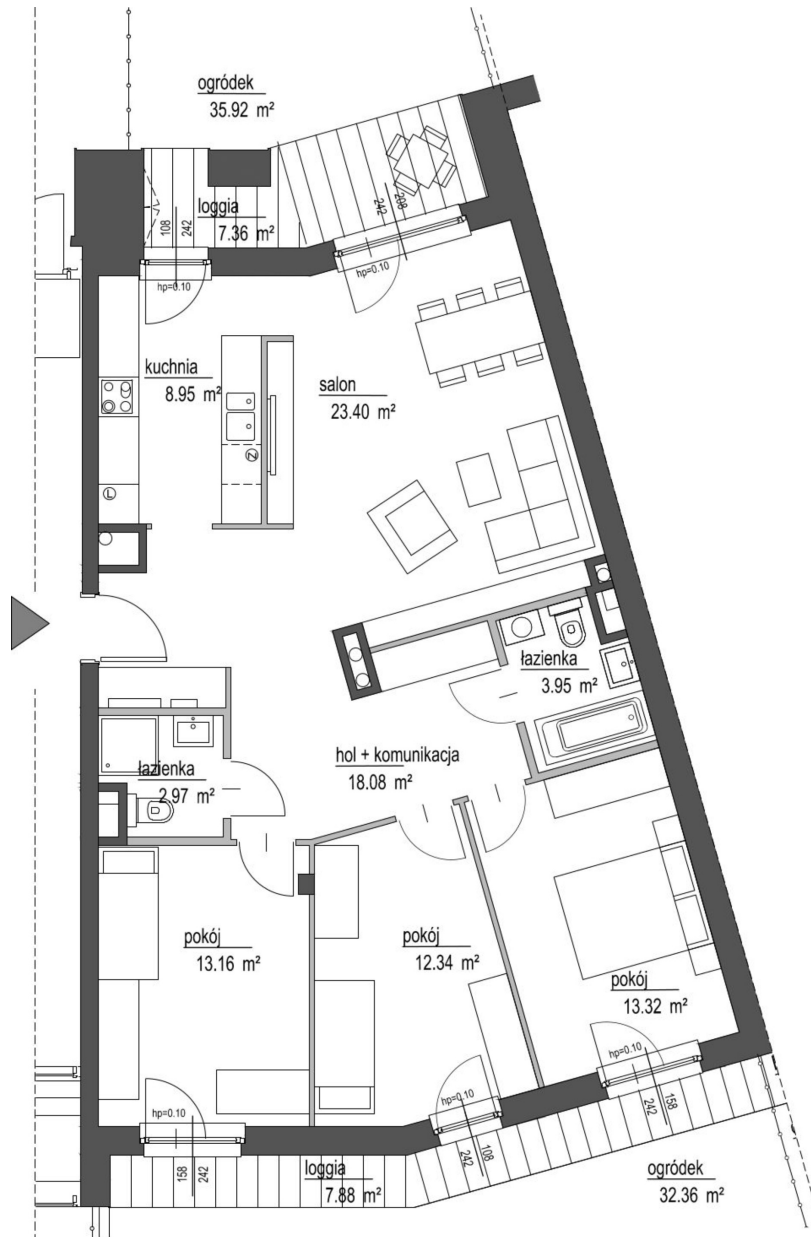 ogródek
35.92 m²
loggia
7.36 m²
108
242
hp=0.10
242
208
hp=0.10
kuchnia
8.95 m²
salon
23.40 m²
Z
L
łazienka
3.95 m²
hol + komunikacja
18.08 m²
łazienka
2.97 m²
pokój
13.16 m²
pokój
12.34 m²
pokój
13.32 m²
hp=0.10
158
242
hp=0.10
242
108
hp=0.10
242
158
loggia
7.88 m²
ogródek
32.36 m²